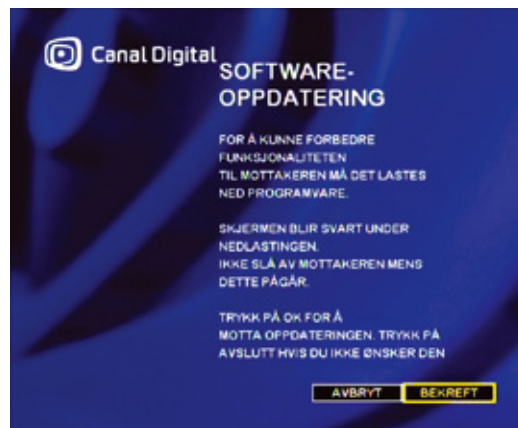 Canal Digital
SOFTWARE-
OPPDATERING
FOR Å KUNNE FORBEDRE
FUNKSJONALITETEN
TIL MOTTAKEREN MÅ DET LASTES
NED PROGRAMVARE.
SKJERMEN BLIR SVART UNDER
NEDLASTINGEN.
IKKE SLÅ AV MOTTAKEREN MENS
DETTE PÅGÅR.
TRYKK PÅ OK FOR Å
MOTTA OPPDATERINGEN. TRYKK PÅ
AVSLUTT HVIS DU IKKE ØNSKER DEN
AVBRYT BEKREFT